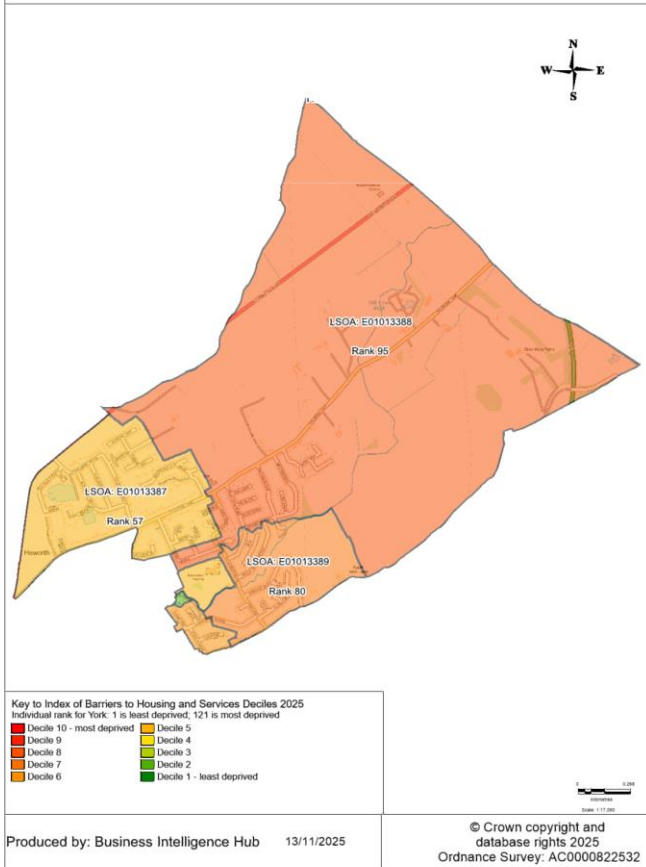 N
W E
S
LSOA: E01013388
Rank 95
LSOA: E01013387
Rank 57
Heworth
LSOA: E01013389
Rank 80
Key to Index of Barriers to Housing and Services Deciles 2025
Individual rank for York: 1 is least deprived; 121 is most deprived
Decile 10 - most deprived
Decile 9
Decile 8
Decile 7
Decile 6
Decile 5
Decile 4
Decile 3
Decile 2
Decile 1 - least deprived
Produced by: Business Intelligence Hub 13/11/2025
© Crown copyright and
database rights 2025
Ordnance Survey: AC0000822532